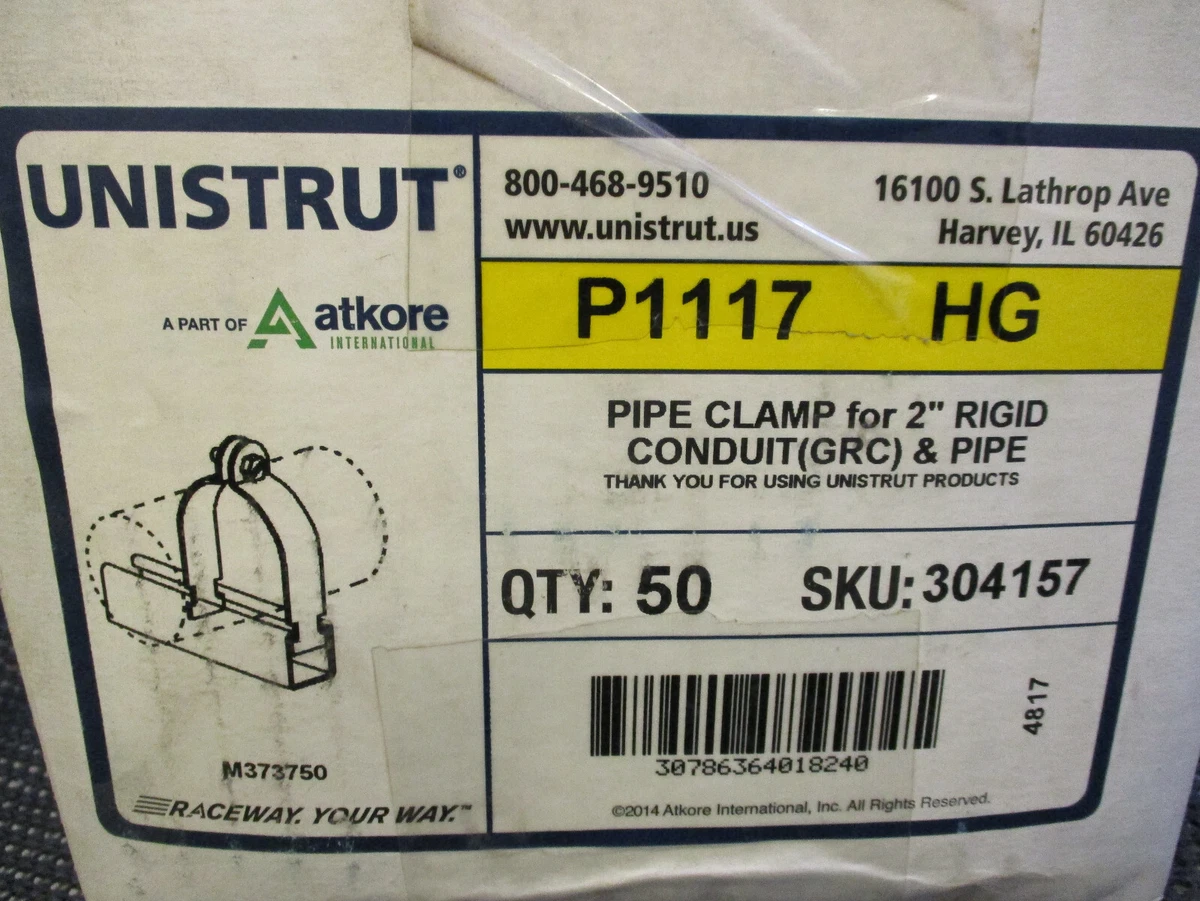 UNISTRUT®
A PART OF atkore
INTERNATIONAL
800-468-9510
www.unistrut.us
16100 S. Lathrop Ave
Harvey, IL 60426
P1117 HG
PIPE CLAMP for 2" RIGID
CONDUIT(GRC) & PIPE
THANK YOU FOR USING UNISTRUT PRODUCTS
QTY: 50 SKU: 304157
30786364018240
4817
©2014 Atkore International, Inc. All Rights Reserved.
M373750
RACEWAY. YOUR WAY.™